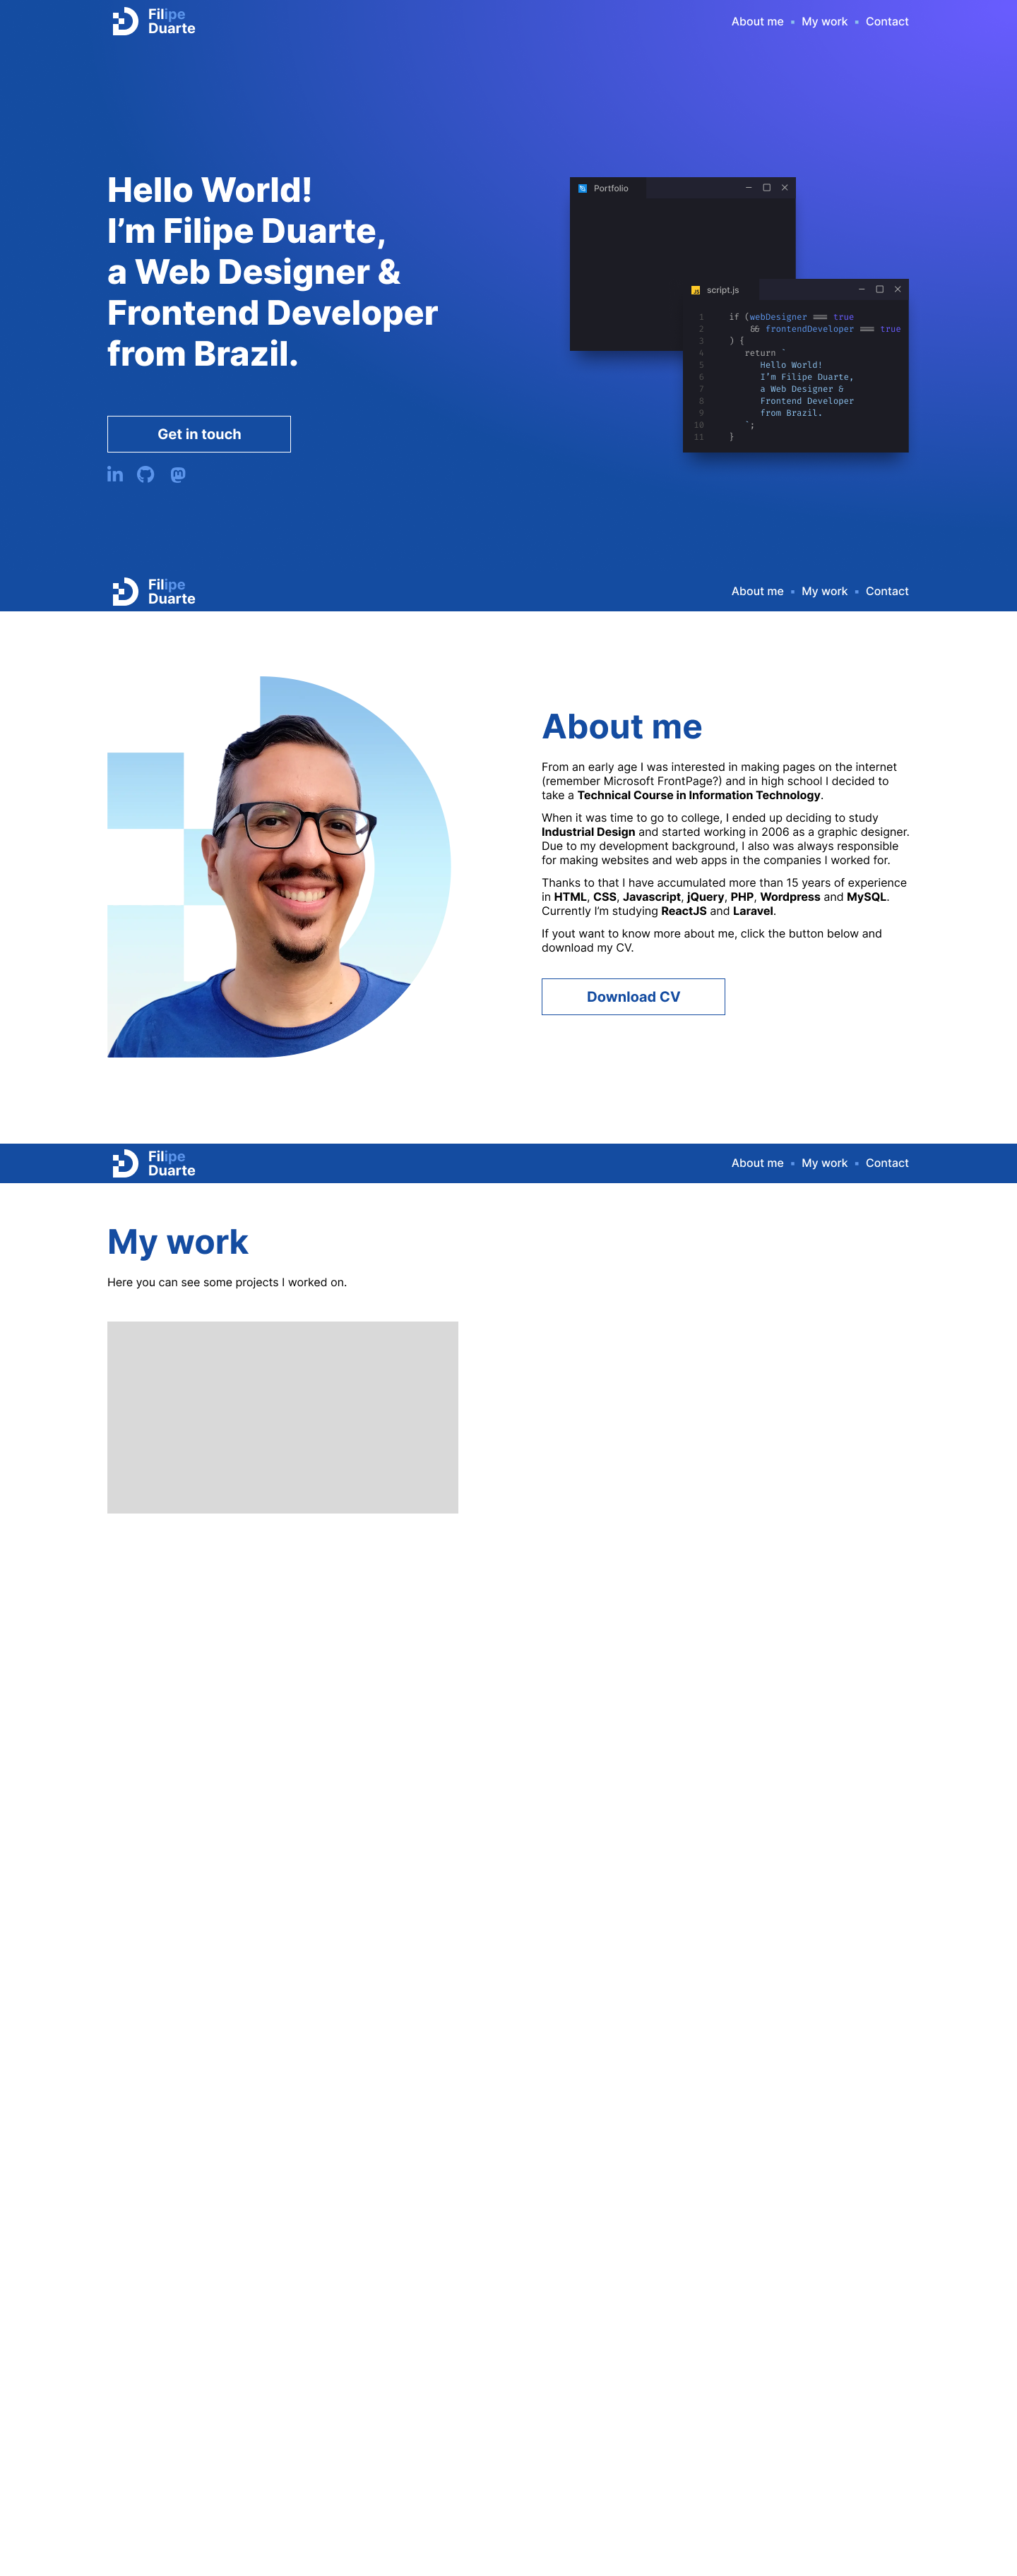 Filipe
Duarte
About me ▪ My work ▪ Contact
Hello World!
I’m Filipe Duarte,
a Web Designer &
Frontend Developer
from Brazil.
Get in touch
Portfolio
script.js
1 if (webDesigner === true
2 && frontendDeveloper === true
3 ) {
4 return `
5 Hello World!
6 I’m Filipe Duarte,
7 a Web Designer &
8 Frontend Developer
9 from Brazil.
10 `;
11 }
Filipe
Duarte
About me ▪ My work ▪ Contact
About me
From an early age I was interested in making pages on the internet
(remember Microsoft FrontPage?) and in high school I decided to
take a Technical Course in Information Technology.
When it was time to go to college, I ended up deciding to study
Industrial Design and started working in 2006 as a graphic designer.
Due to my development background, I also was always responsible
for making websites and web apps in the companies I worked for.
Thanks to that I have accumulated more than 15 years of experience
in HTML, CSS, Javascript, jQuery, PHP, Wordpress and MySQL.
Currently I’m studying ReactJS and Laravel.
If yout want to know more about me, click the button below and
download my CV.
Download CV
Filipe
Duarte
About me ▪ My work ▪ Contact
My work
Here you can see some projects I worked on.